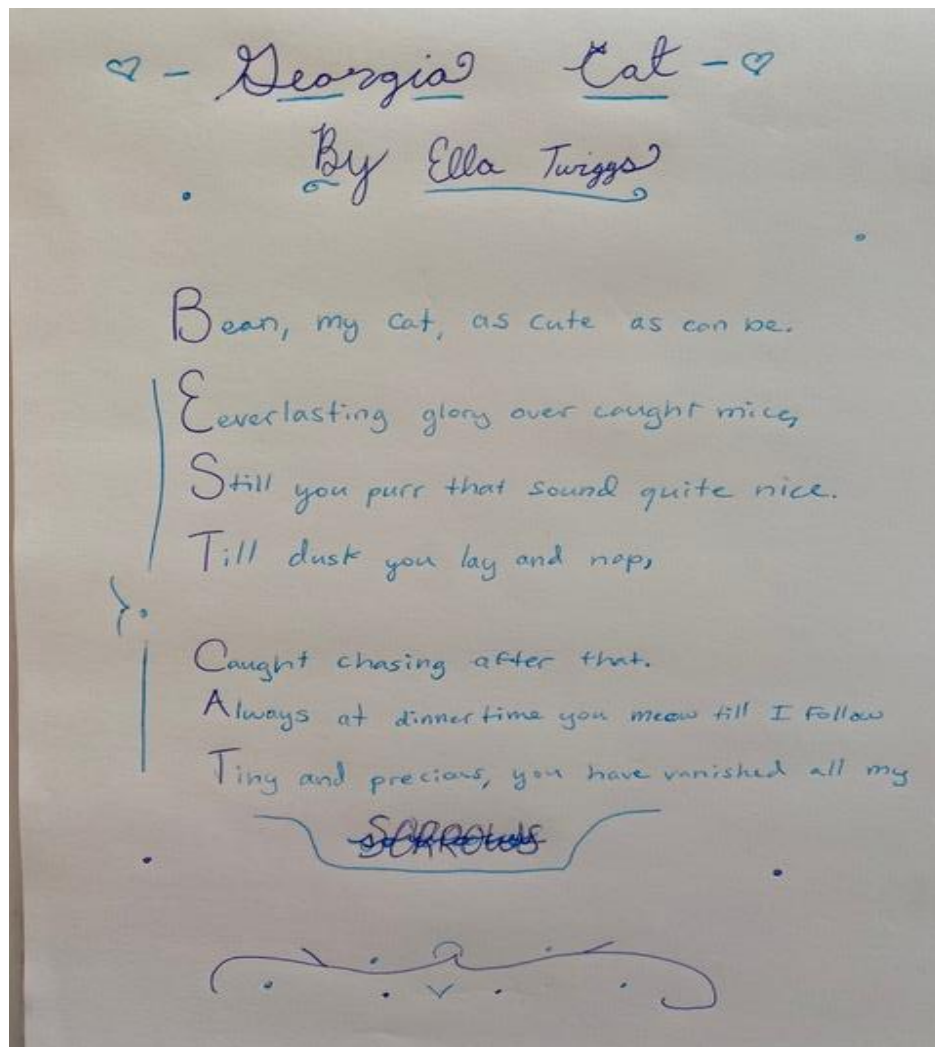 Georgia Cat
By Ella Twiggs
Bean, my cat, as cute as can be.
Eeverlasting glory over caught mice,
Still you purr that sound quite nice.
Till dusk you lay and nap,
Caught chasing after that.
Always at dinner time you meow till I follow
Tiny and precious, you have vanished all my
SORROWS